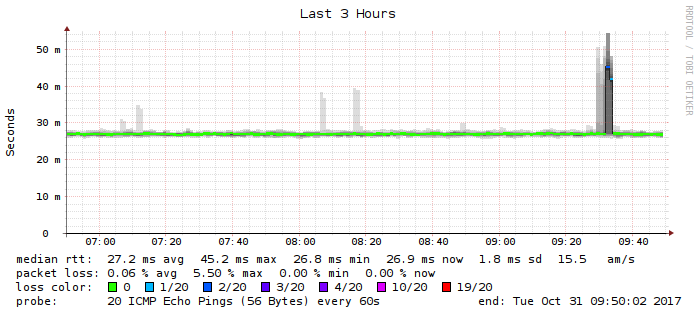 Last 3 Hours
RRDTOOL / TOBI OETIKER
Seconds
50 m
40 m
30 m
20 m
10 m
0
07:00 07:20 07:40 08:00 08:20 08:40 09:00 09:20 09:40
median rtt: 27.2 ms avg 45.2 ms max 26.8 ms min 26.9 ms now 1.8 ms sd 15.5 am/s
packet loss: 0.06 % avg 5.50 % max 0.00 % min 0.00 % now
loss color: 0 1/20 2/20 3/20 4/20 10/20 19/20
probe: 20 ICMP Echo Pings (56 Bytes) every 60s end: Tue Oct 31 09:50:02 2017